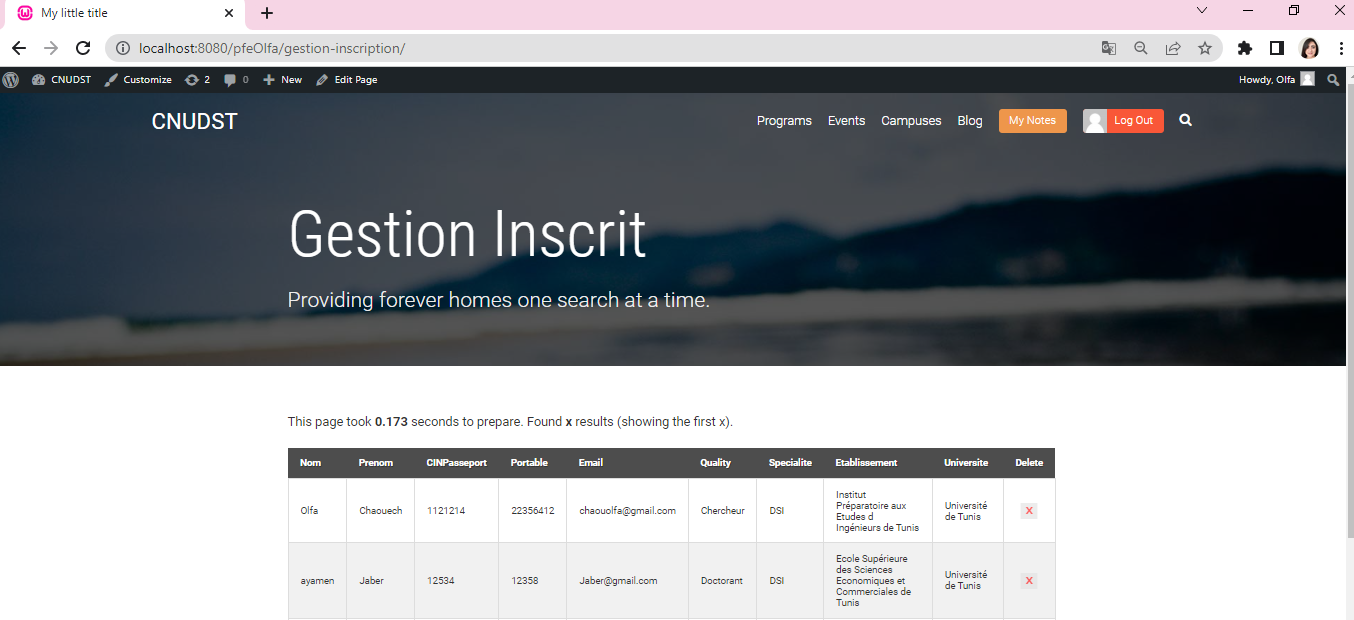 My little title
localhost:8080/pfeOlfa/gestion-inscription/
CNUDST Customize 2 0 New Edit Page Howdy, Olfa
CNUDST Programs Events Campuses Blog My Notes Log Out
Gestion Inscrit
Providing forever homes one search at a time.
This page took 0.173 seconds to prepare. Found x results (showing the first x).
Nom Prenom CINPasseport Portable Email Quality Specialite Etablissement Universite Delete
Olfa Chaouech 1121214 22356412 chaouolfa@gmail.com Chercheur DSI Institut Préparatoire aux Etudes d Ingénieurs de Tunis Université de Tunis X
ayamen Jaber 12534 12358 Jaber@gmail.com Doctorant DSI Ecole Supérieure des Sciences Economiques et Commerciales de Tunis Université de Tunis X